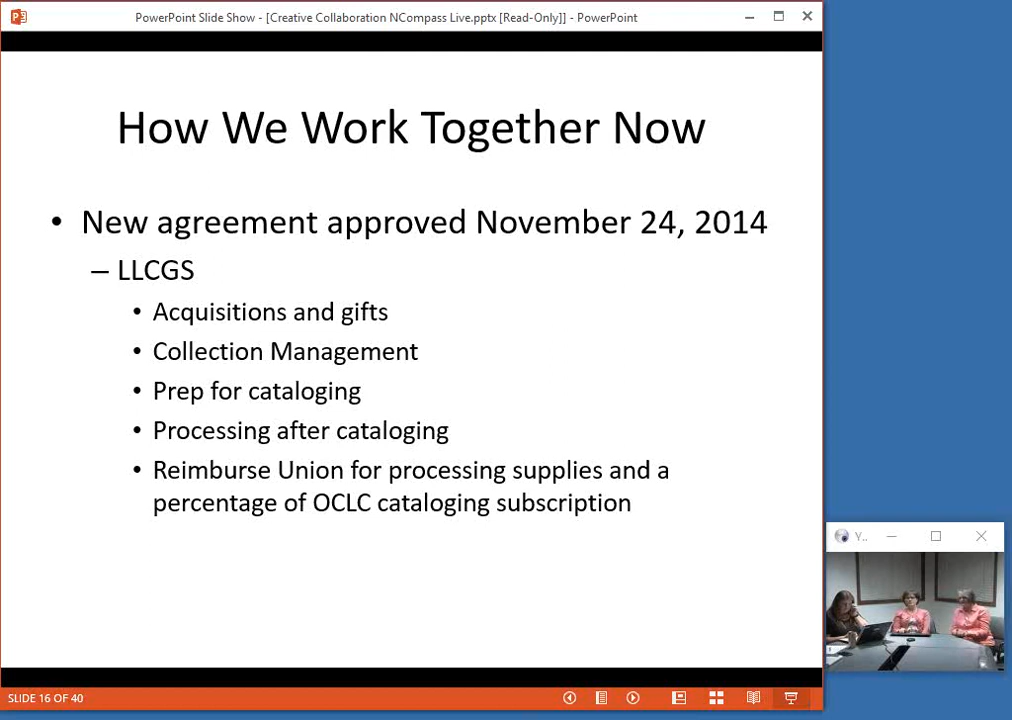 PowerPoint Slide Show - [Creative Collaboration NCompass Live.pptx [Read-Only]] - PowerPoint
How We Work Together Now
• New agreement approved November 24, 2014
– LLCGS
• Acquisitions and gifts
• Collection Management
• Prep for cataloging
• Processing after cataloging
• Reimburse Union for processing supplies and a
percentage of OCLC cataloging subscription
Y..
SLIDE 16 OF 40